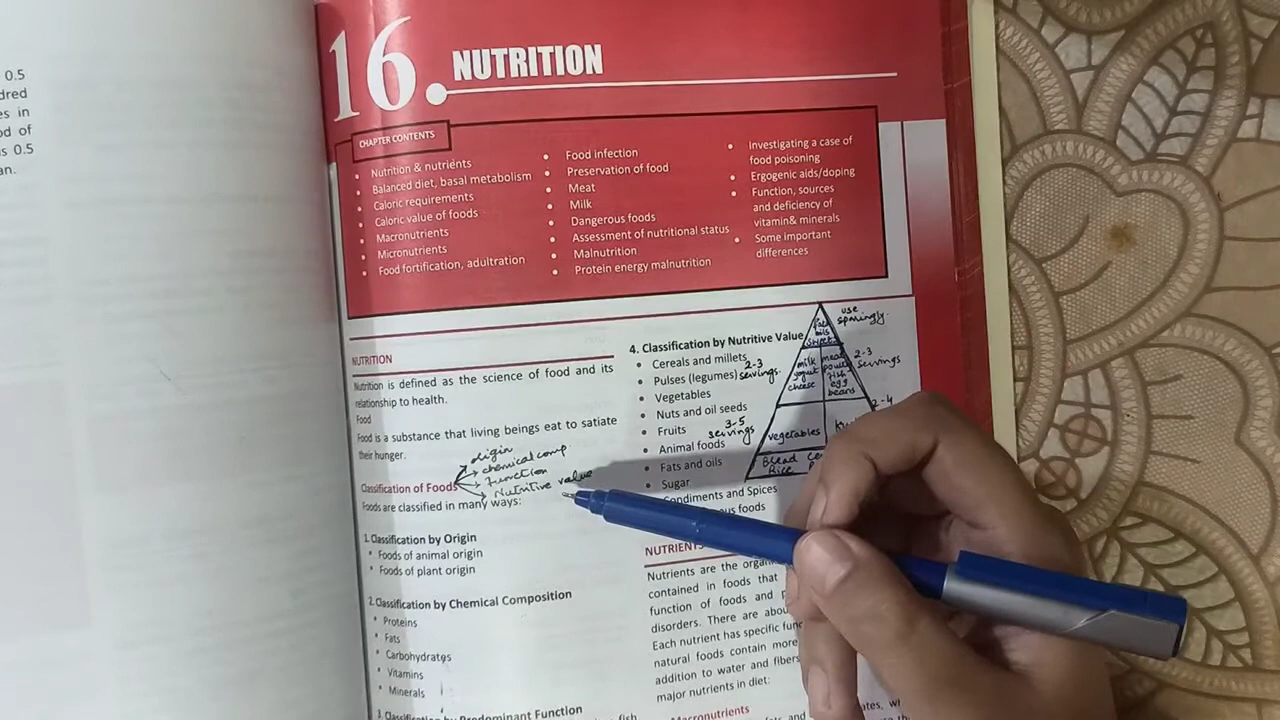 0.5
dred
es in
od of
s 0.5
an.
16. NUTRITION
CHAPTER CONTENTS
• Nutrition & nutrients
• Balanced diet, basal metabolism
• Caloric requirements
• Caloric value of foods
• Macronutrients
• Micronutrients
• Food fortification, adultration
• Food infection
• Preservation of food
• Meat
• Milk
• Dangerous foods
• Assessment of nutritional status
• Malnutrition
• Protein energy malnutrition
• Investigating a case of
food poisoning
• Ergogenic aids/doping
• Function, sources
and deficiency of
vitamin& minerals
• Some important
differences
NUTRITION
Nutrition is defined as the science of food and its
relationship to health.
Food
Food is a substance that living beings eat to satiate
their hunger.
origin
chemical comp
function
Nutritive value
Classification of Foods
Foods are classified in many ways:
1. Classification by Origin
* Foods of animal origin
* Foods of plant origin
2. Classification by Chemical Composition
* Proteins
* Fats
* Carbohydrates
* Vitamins
* Minerals
3. Classification by Predominant Function
fish
4. Classification by Nutritive Value
• Cereals and millets
• Pulses (legumes)
• Vegetables
• Nuts and oil seeds
• Fruits
• Animal foods
• Fats and oils
• Sugar
Condiments and Spices
foods
use
sparingly.
oils
sweets
2-3
servings.
milk
yogurt
cheese
meat
poultry
fish
egg
beans
2-3
servings
2-4
3-5
servings
vegetables
Bread
Rice
NUTRIENTS
Nutrients are the
contained in foods that
function of foods and
disorders. There are
Each nutrient has specific
natural foods contain more
addition to water and fibers
major nutrients in diet:
Macronutrients
and